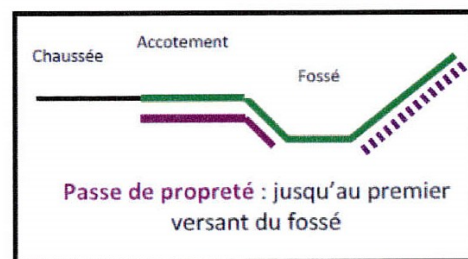 Accotement
Chaussée
Fossé
Passe de propreté : jusqu'au premier
versant du fossé